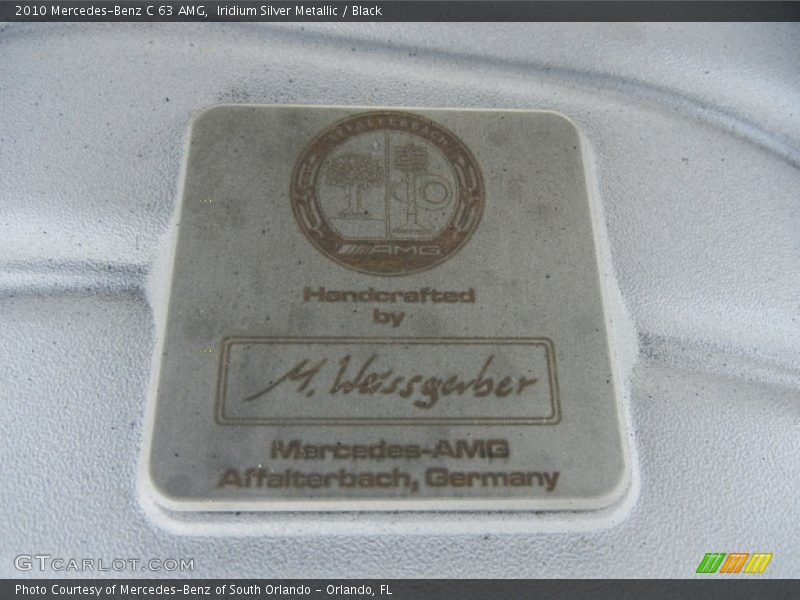 2010 Mercedes-Benz C 63 AMG, Iridium Silver Metallic / Black
AFFALTERBACH
AMG
Handcrafted
by
M. Weissgerber
Mercedes-AMG
Affalterbach, Germany
GTCARLOT.COM
Photo Courtesy of Mercedes-Benz of South Orlando - Orlando, FL